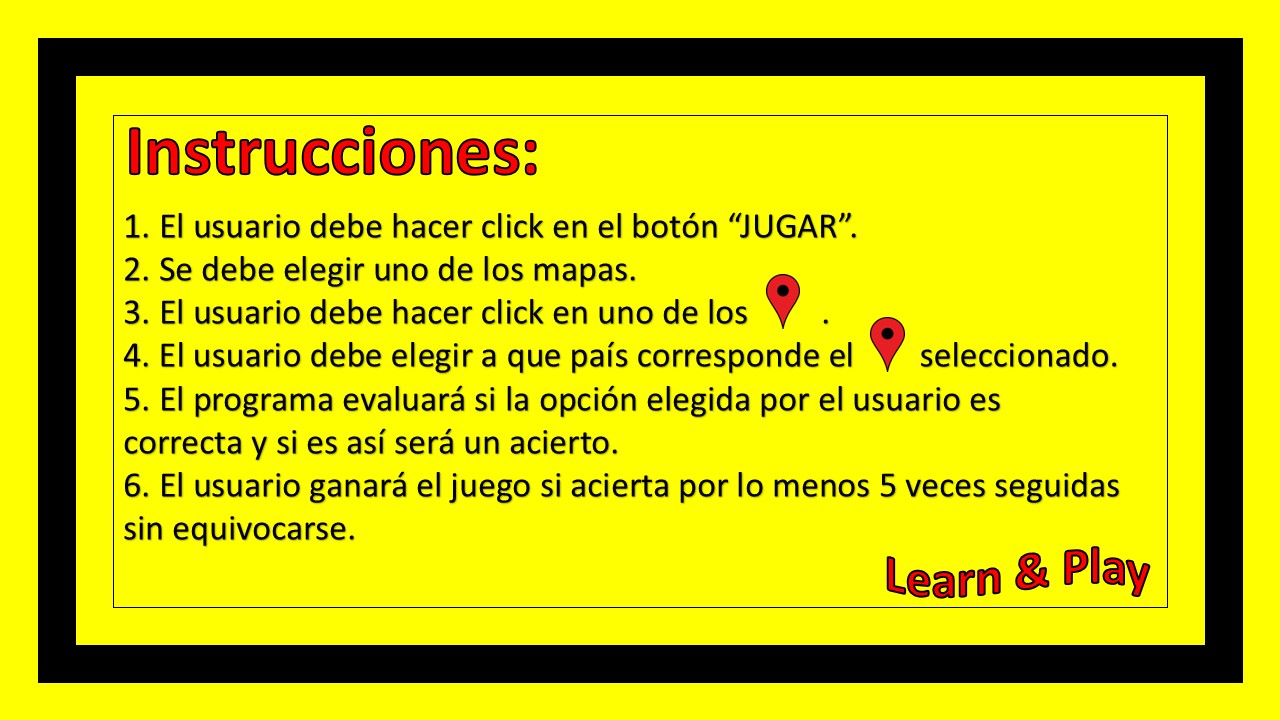 Instrucciones:
1. El usuario debe hacer click en el botón “JUGAR”.
2. Se debe elegir uno de los mapas.
3. El usuario debe hacer click en uno de los .
4. El usuario debe elegir a que país corresponde el seleccionado.
5. El programa evaluará si la opción elegida por el usuario es
correcta y si es así será un acierto.
6. El usuario ganará el juego si acierta por lo menos 5 veces seguidas
sin equivocarse.
Learn & Play